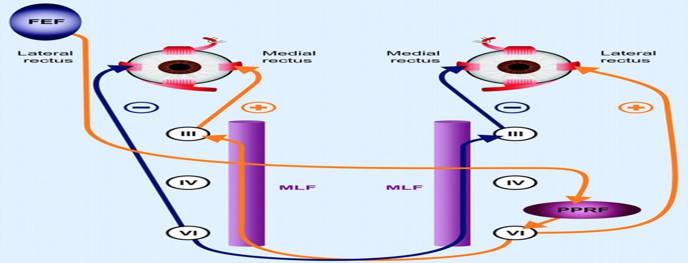 FEF
Lateral
rectus
Medial
rectus
Medial
rectus
Lateral
rectus
III
III
IV
MLF
MLF
IV
PPRF
VI
VI